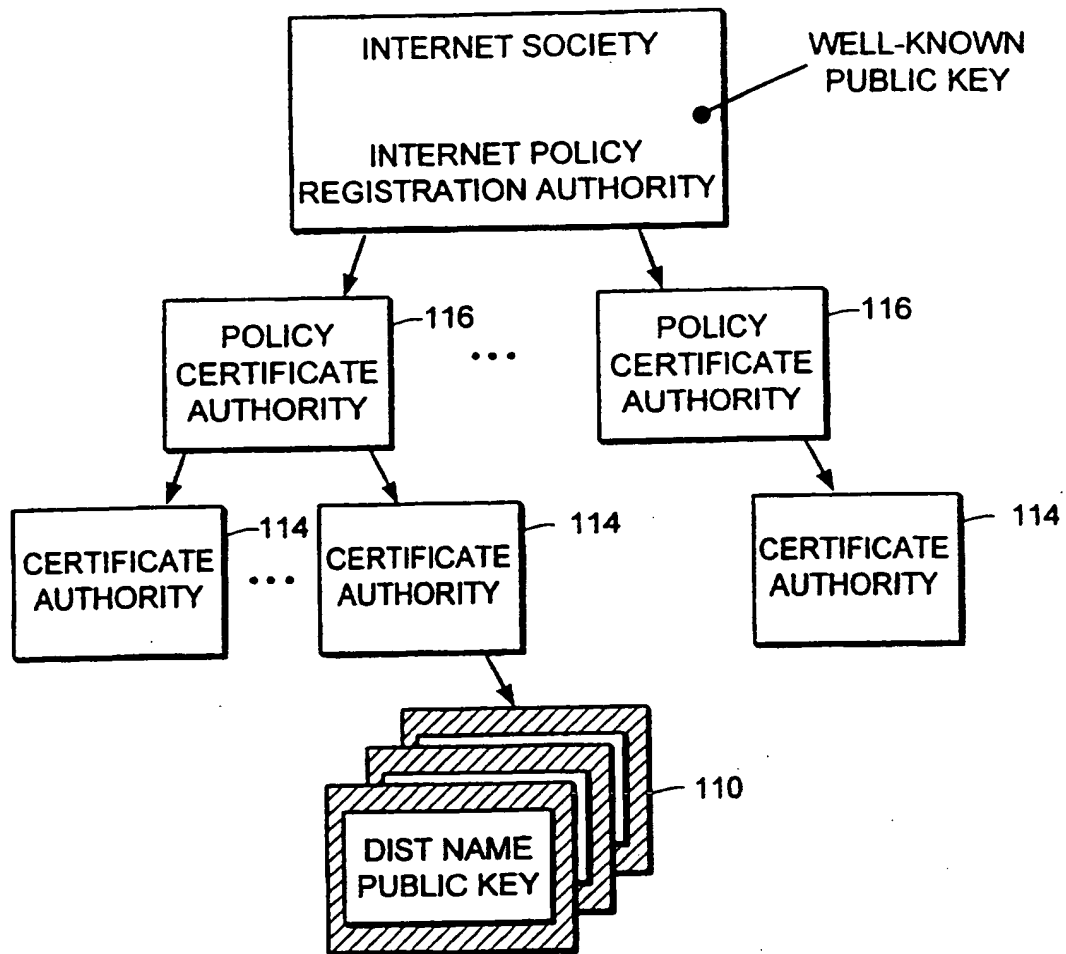 INTERNET SOCIETY
WELL-KNOWN
PUBLIC KEY
INTERNET POLICY
REGISTRATION AUTHORITY
POLICY
CERTIFICATE
AUTHORITY
116
• • •
POLICY
CERTIFICATE
AUTHORITY
116
CERTIFICATE
AUTHORITY
114
• • •
CERTIFICATE
AUTHORITY
114
CERTIFICATE
AUTHORITY
114
DIST NAME
PUBLIC KEY
110